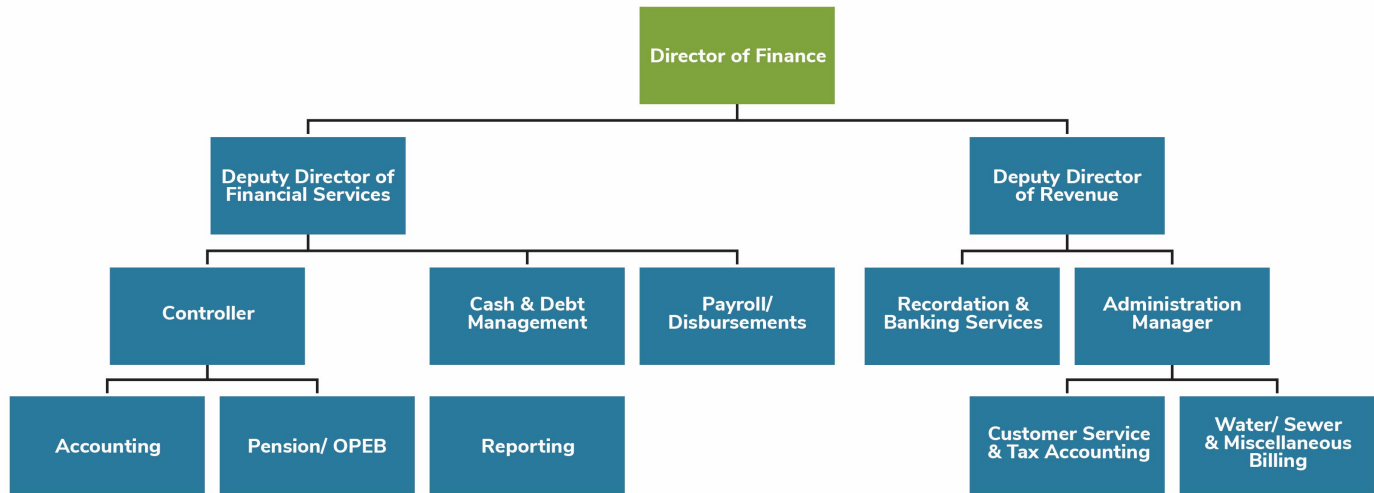 Director of Finance
Deputy Director of
Financial Services
Deputy Director
of Revenue
Controller
Cash & Debt
Management
Payroll/
Disbursements
Recordation &
Banking Services
Administration
Manager
Accounting
Pension/ OPEB
Reporting
Customer Service
& Tax Accounting
Water/ Sewer
& Miscellaneous
Billing